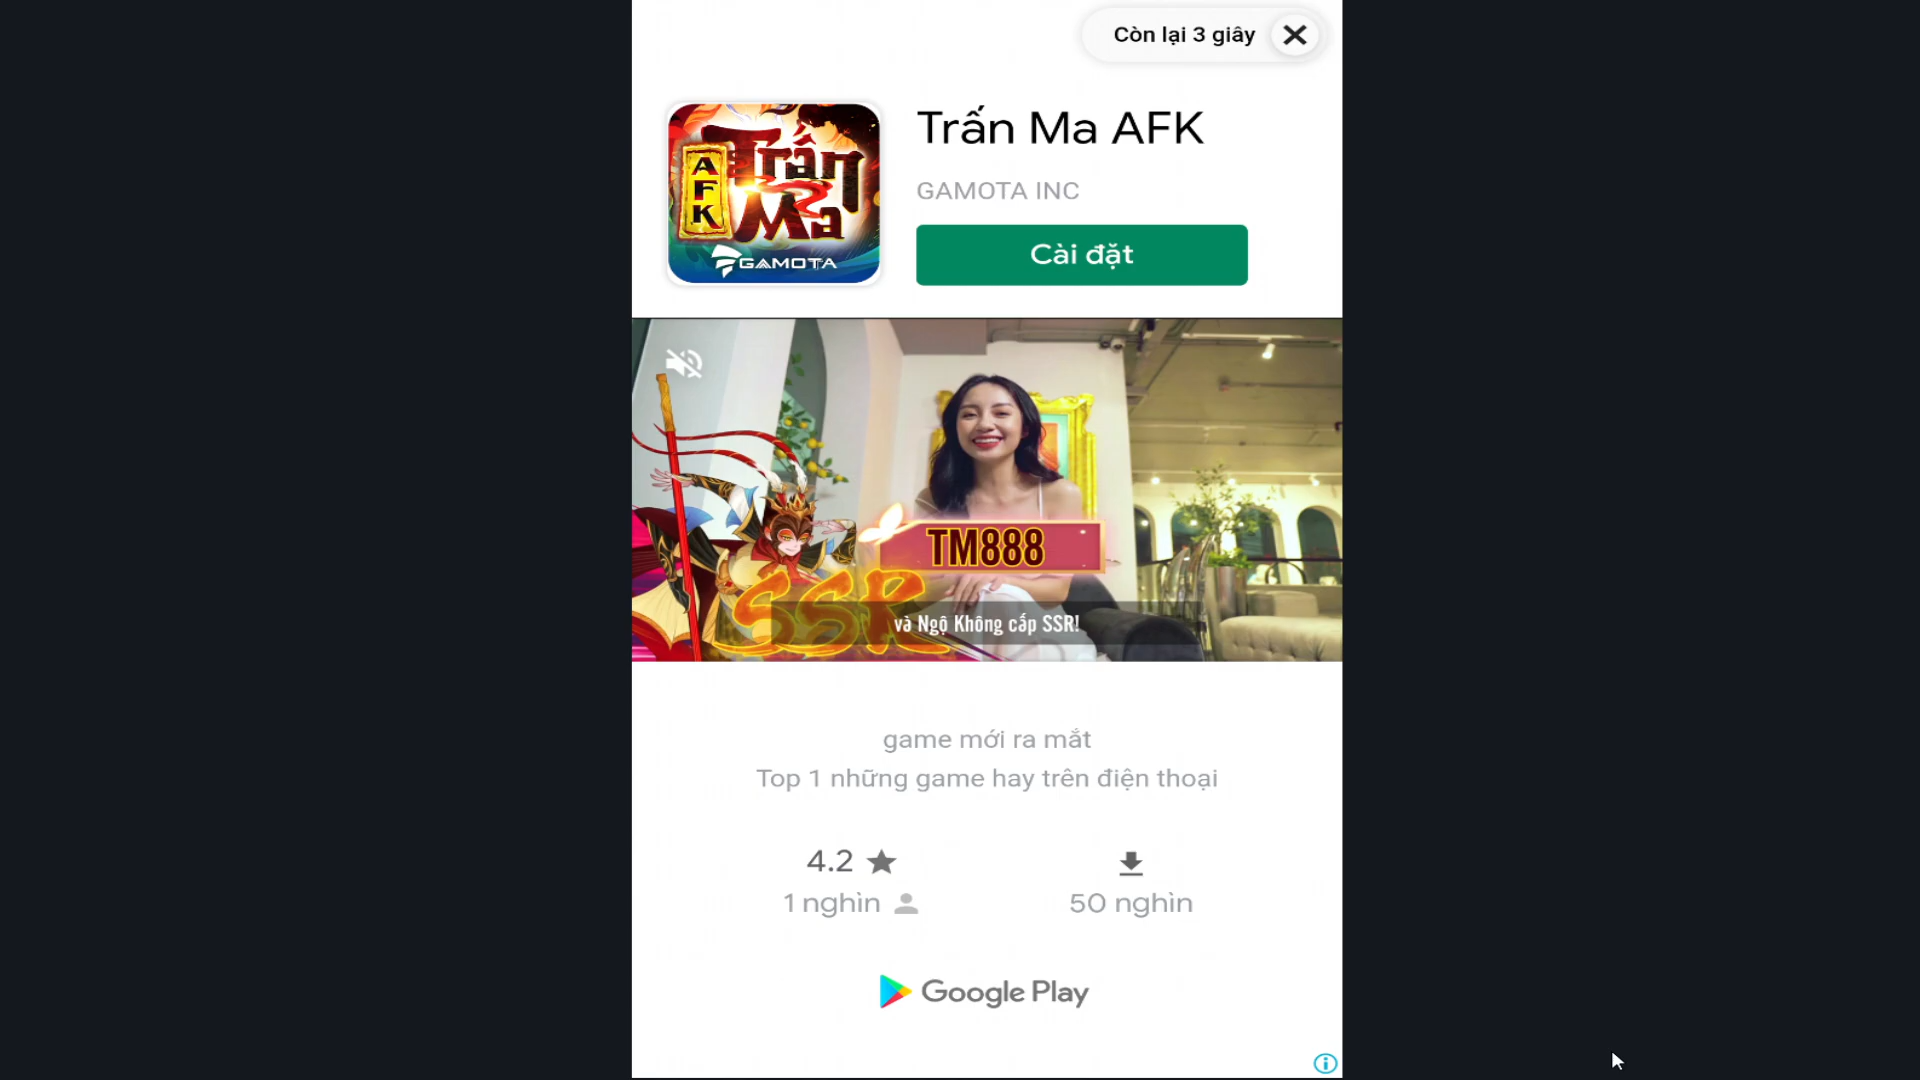 Còn lại 3 giây
Trấn Ma AFK
GAMOTA INC
Cài đặt
AFK
Trấn
Ma
GAMOTA
TM888
SSR
và Ngộ Không cấp SSR!
game mới ra mắt
Top 1 những game hay trên điện thoại
4.2
1 nghìn
50 nghìn
Google Play